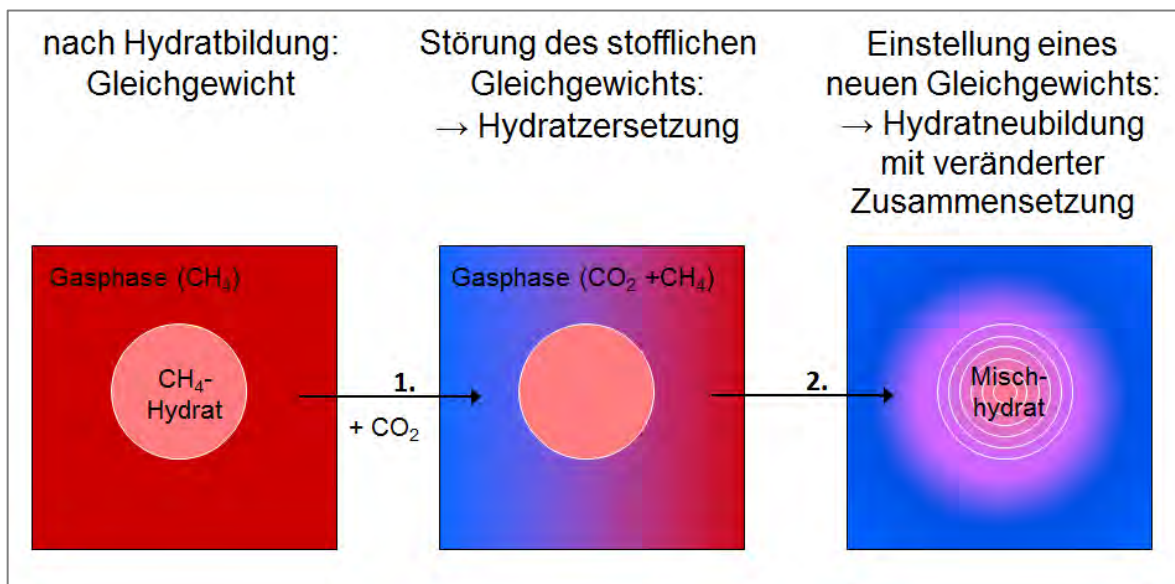 nach Hydratbildung:
Gleichgewicht
Störung des stofflichen
Gleichgewichts:
→ Hydratzersetzung
Einstellung eines
neuen Gleichgewichts:
→ Hydratneubildung
mit veränderter
Zusammensetzung
Gasphase (CH₄)
CH₄-
Hydrat
1.
+ CO₂
Gasphase (CO₂ +CH₄)
2.
Misch-
hydrat